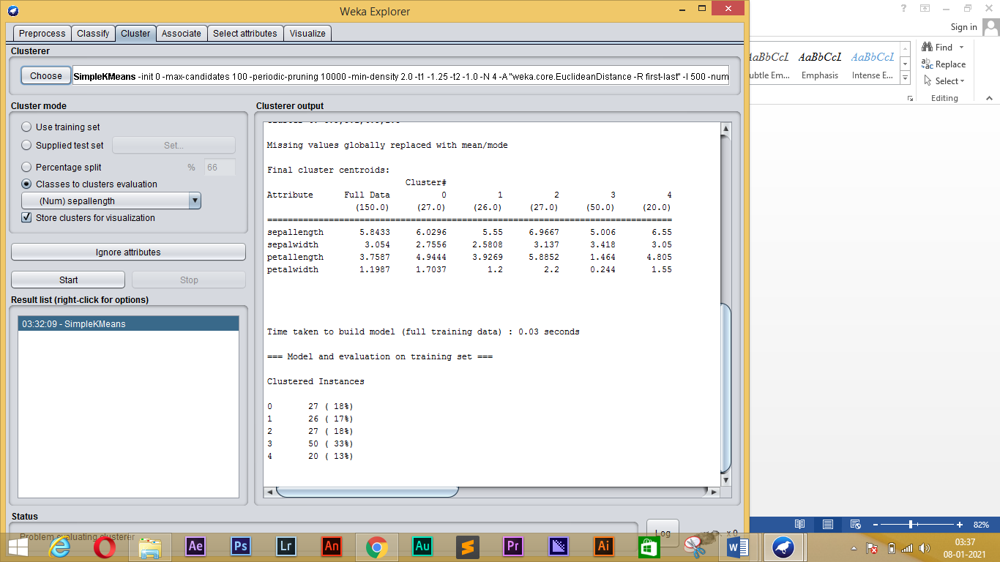 Weka Explorer
Preprocess Classify Cluster Associate Select attributes Visualize
Clusterer
Choose SimpleKMeans -init 0 -max-candidates 100 -periodic-pruning 10000 -min-density 2.0 -t1 -1.25 -t2 -1.0 -N 4 -A "weka.core.EuclideanDistance -R first-last" -I 500 -num
Cluster mode
Use training set
Supplied test set Set...
Percentage split % 66
Classes to clusters evaluation
(Num) sepallength
Store clusters for visualization
Ignore attributes
Start Stop
Result list (right-click for options)
03:32:09 - SimpleKMeans
Clusterer output
Missing values globally replaced with mean/mode
Final cluster centroids:
Cluster#
Attribute Full Data 0 1 2 3 4
(150.0) (27.0) (26.0) (27.0) (50.0) (20.0)
==========================================================================================
sepallength 5.8433 6.0296 5.55 6.9667 5.006 6.55
sepalwidth 3.054 2.7556 2.5808 3.137 3.418 3.05
petallength 3.7587 4.9444 3.9269 5.8852 1.464 4.805
petalwidth 1.1987 1.7037 1.2 2.2 0.244 1.55
Time taken to build model (full training data) : 0.03 seconds
=== Model and evaluation on training set ===
Clustered Instances
0 27 ( 18%)
1 26 ( 17%)
2 27 ( 18%)
3 50 ( 33%)
4 20 ( 13%)
Status
Problem evaluating clusterer
Log
x 0
Sign in
AaBbCcI AaBbCcI AaBbCcI
ubtle Em... Emphasis Intense E...
Find
Replace
Select
Editing
82%
Ae Ps Lr An Au S Pr Ai W
03:37
08-01-2021